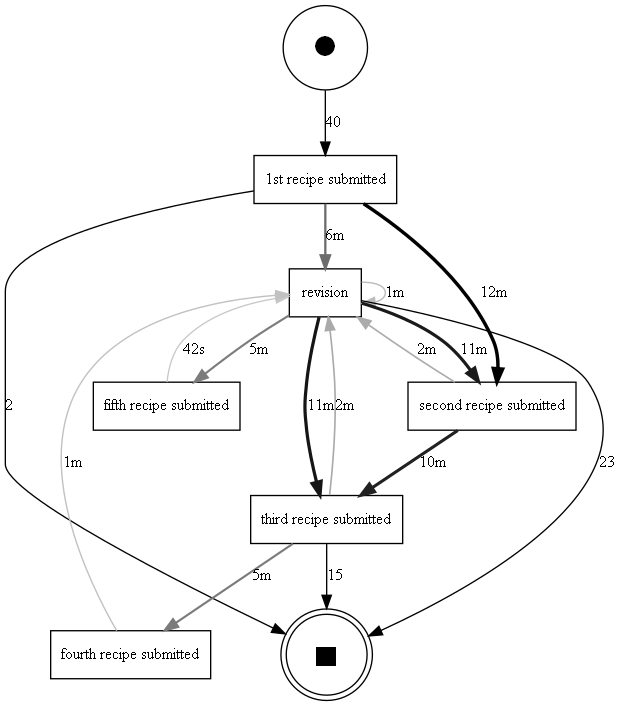 40
1st recipe submitted
6m
12m
revision
1m
42s
5m
2m
11m
fifth recipe submitted
2
11m
2m
second recipe submitted
1m
10m
23
third recipe submitted
5m
15
fourth recipe submitted